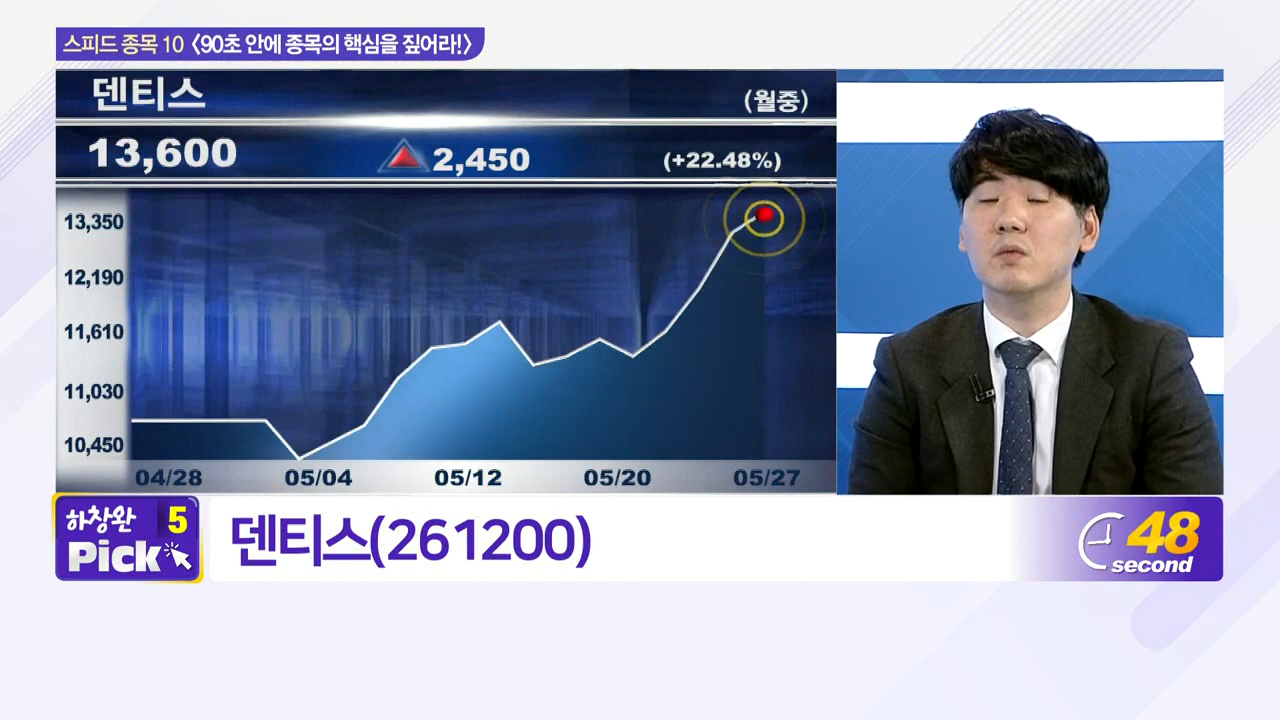 스피드 종목 10 <90초 안에 종목의 핵심을 짚어라!>
덴티스 (월중)
13,600 ▲ 2,450 (+22.48%)
13,350
12,190
11,610
11,030
10,450
04/28 05/04 05/12 05/20 05/27
하창완 5
Pick
덴티스(261200)
48
second